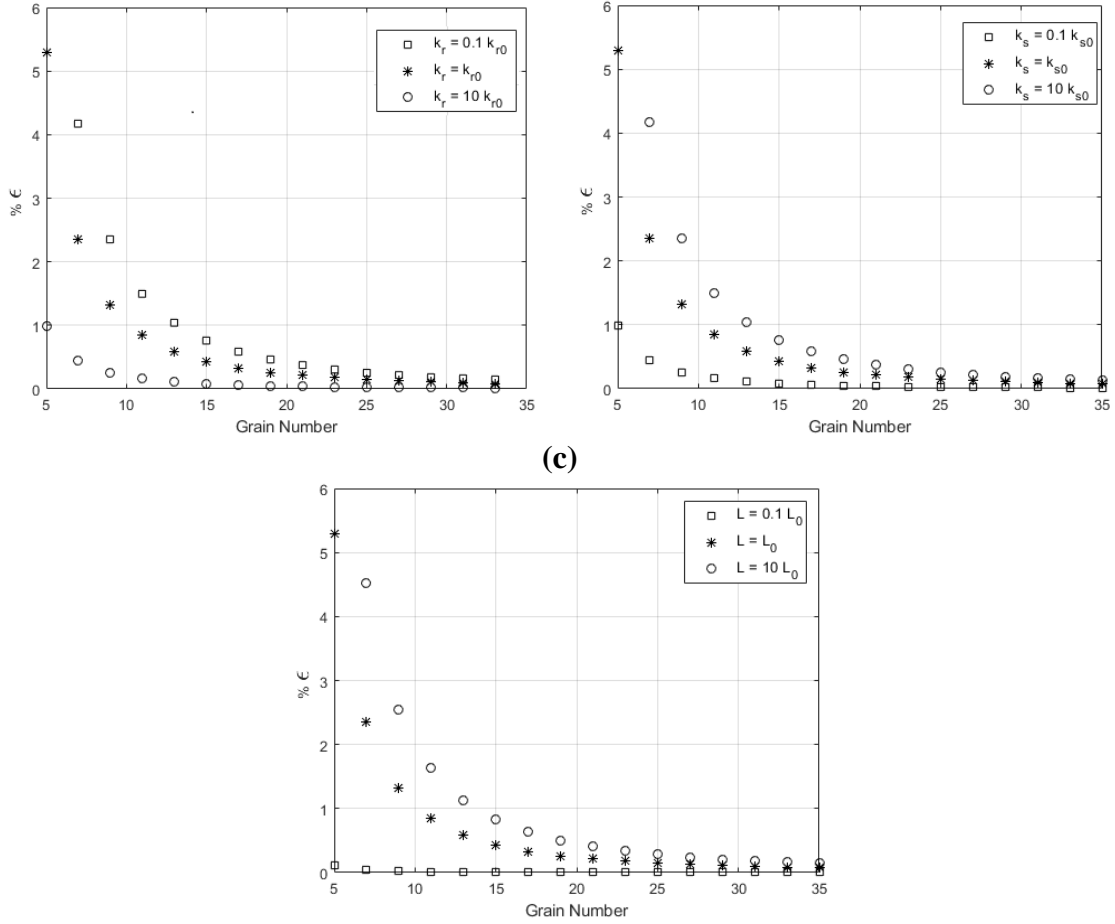 6
5
4
3
2
1
0
% ϵ
5
10
15
20
25
30
35
Grain Number
k_r = 0.1 k_r0
k_r = k_r0
k_r = 10 k_r0
6
5
4
3
2
1
0
% ϵ
5
10
15
20
25
30
35
Grain Number
k_s = 0.1 k_s0
k_s = k_s0
k_s = 10 k_s0
(c)
6
5
4
3
2
1
0
% ϵ
5
10
15
20
25
30
35
Grain Number
L = 0.1 L_0
L = L_0
L = 10 L_0